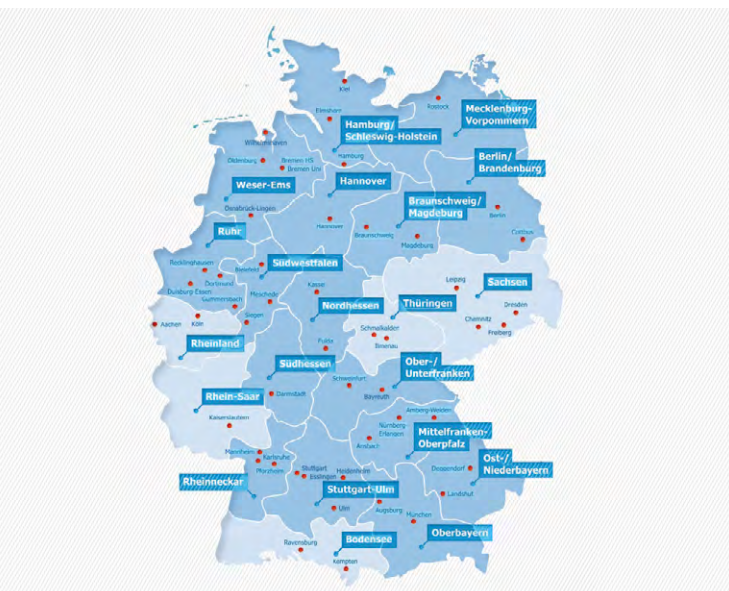 Kiel
Rostock
Mecklenburg-
Vorpommern
Elmshorn
Hamburg/
Schleswig-Holstein
Wilhelmshaven
Hamburg
Oldenburg
Bremen HS
Bremen Uni
Berlin/
Brandenburg
Weser-Ems
Hannover
Osnabrück-Lingen
Braunschweig/
Magdeburg
Berlin
Hannover
Braunschweig
Magdeburg
Cottbus
Ruhr
Recklinghausen
Bielefeld
Südwestfalen
Dortmund
Duisburg-Essen
Meschede
Gummersbach
Kassel
Leipzig
Sachsen
Nordhessen
Thüringen
Dresden
Aachen
Köln
Siegen
Chemnitz
Freiberg
Schmalkalden
Ilmenau
Rheinland
Fulda
Südhessen
Ober-/
Unterfranken
Schweinfurt
Bayreuth
Rhein-Saar
Darmstadt
Kaiserslautern
Amberg-Weiden
Nürnberg-
Erlangen
Ansbach
Mittelfranken-
Oberpfalz
Mannheim
Karlsruhe
Pforzheim
Stuttgart
Esslingen
Heidenheim
Deggendorf
Ost-/
Niederbayern
Rheinneckar
Stuttgart-Ulm
Landshut
Ulm
Augsburg
München
Ravensburg
Bodensee
Oberbayern
Kempten